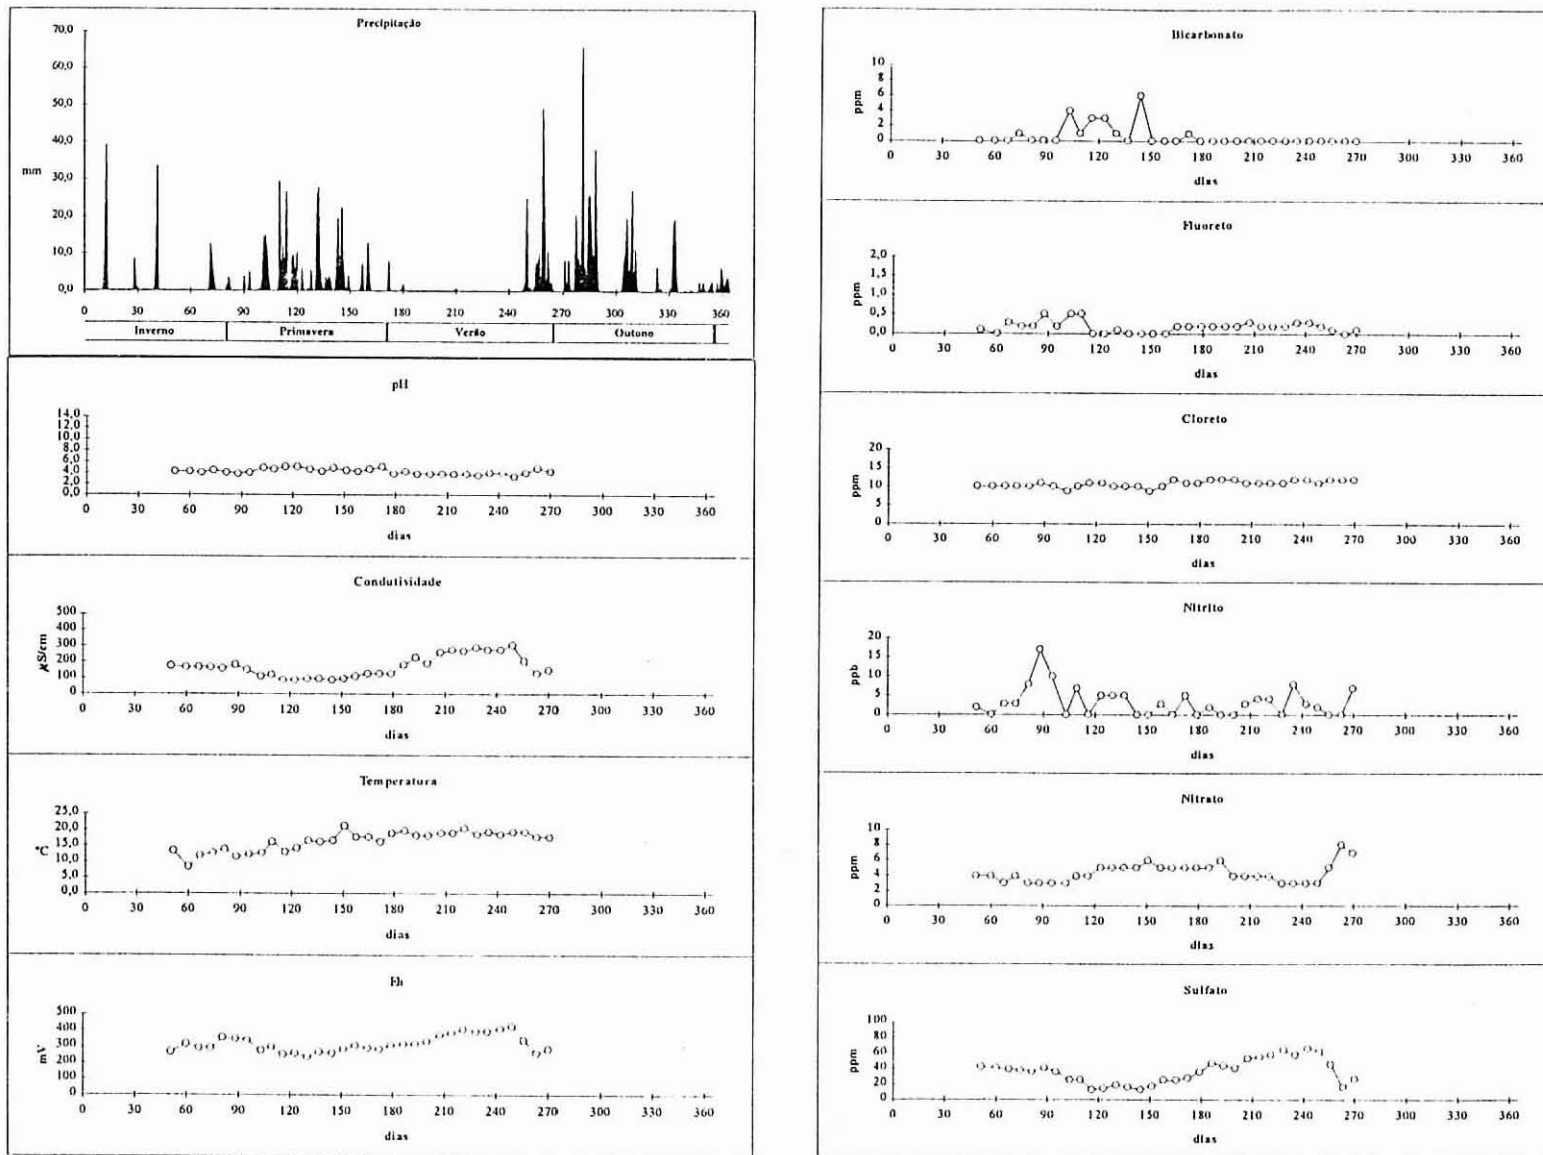 Precipitação
70,0
60,0
50,0
40,0
mm
30,0
20,0
10,0
0,0
0 30 60 90 120 150 180 210 240 270 300 330 360
Inverno Primavera Verão Outono
pH
14,0
12,0
10,0
8,0
6,0
4,0
2,0
0,0
0 30 60 90 120 150 180 210 240 270 300 330 360
dias
Condutividade
500
400
300
200
100
0
µS/cm
0 30 60 90 120 150 180 210 240 270 300 330 360
dias
Temperatura
25,0
20,0
15,0
10,0
5,0
0,0
°C
0 30 60 90 120 150 180 210 240 270 300 330 360
dias
Eh
500
400
300
200
100
0
mV
0 30 60 90 120 150 180 210 240 270 300 330 360
dias
Bicarbonato
10
8
6
4
2
0
ppm
0 30 60 90 120 150 180 210 240 270 300 330 360
dias
Fluoreto
2,0
1,5
1,0
0,5
0,0
ppm
0 30 60 90 120 150 180 210 240 270 300 330 360
dias
Cloreto
20
15
10
5
0
ppm
0 30 60 90 120 150 180 210 240 270 300 330 360
dias
Nitrito
20
15
10
5
0
ppb
0 30 60 90 120 150 180 210 240 270 300 330 360
dias
Nitrato
10
8
6
4
2
0
ppm
0 30 60 90 120 150 180 210 240 270 300 330 360
dias
Sulfato
100
80
60
40
20
0
ppm
0 30 60 90 120 150 180 210 240 270 300 330 360
dias